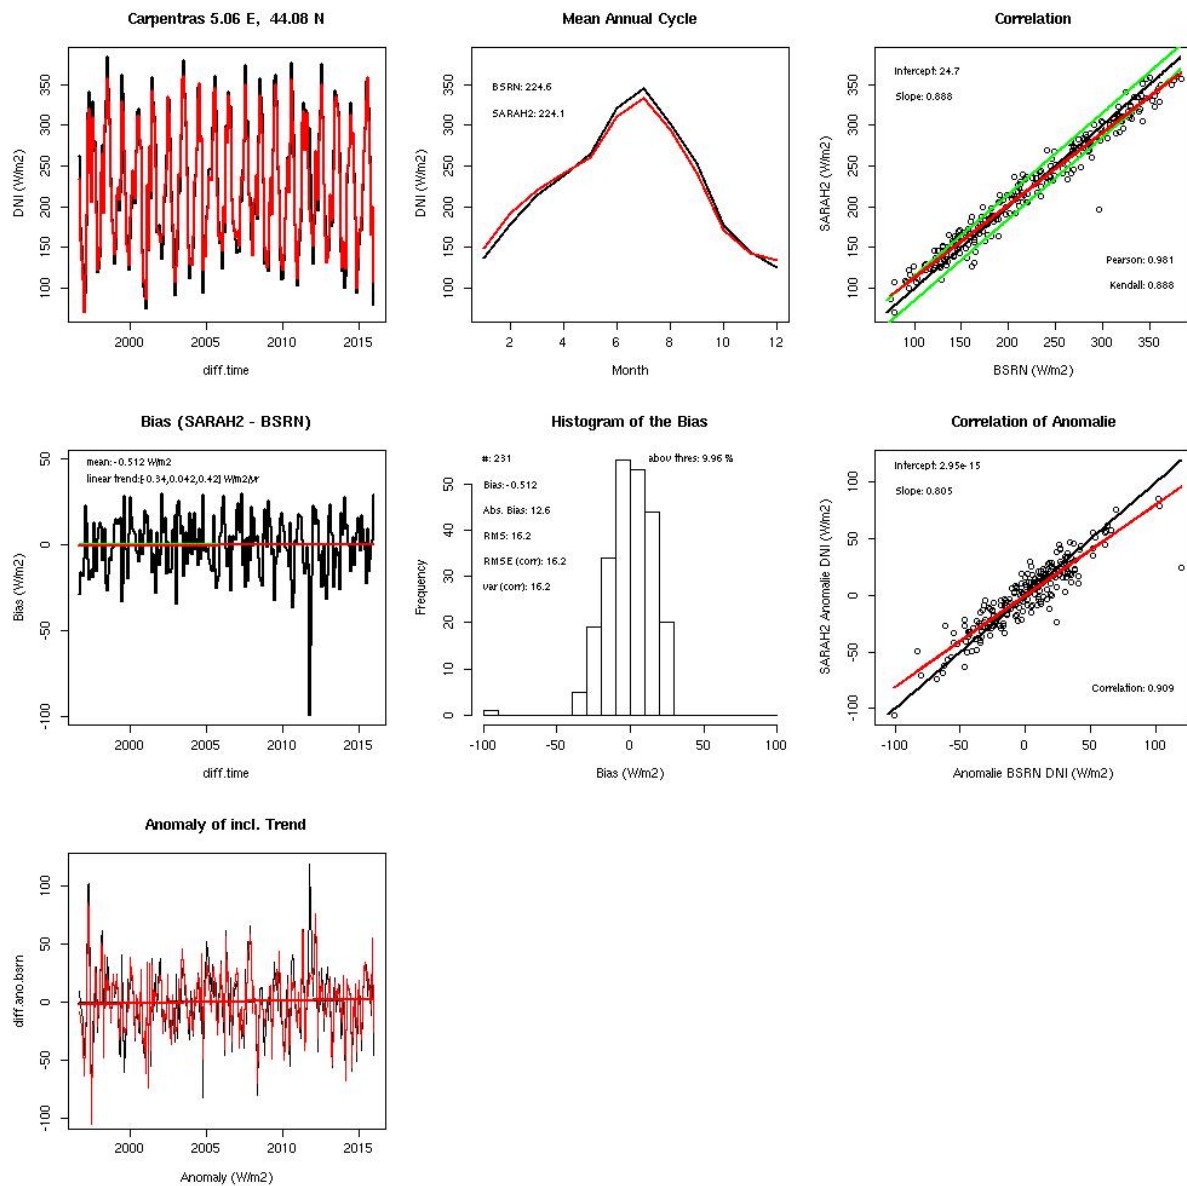 Carpentras 5.06 E, 44.08 N
DNI (W/m2)
350
300
250
200
150
100
2000 2005 2010 2015
diff.time
Mean Annual Cycle
BSRN: 224.6
SARAH2: 224.1
DNI (W/m2)
350
300
250
200
150
100
2 4 6 8 10 12
Month
Correlation
Intercept: 24.7
Slope: 0.888
SARAH2 (W/m2)
350
300
250
200
150
100
Pearson: 0.981
Kendall: 0.888
100 150 200 250 300 350
BSRN (W/m2)
Bias (SARAH2 - BSRN)
mean: -0.512 W/m2
linear trend:[-0.34,0.042,0.42] W/m2/yr
Bias (W/m2)
50
0
-50
-100
2000 2005 2010 2015
diff.time
Histogram of the Bias
#: 231
abov thres: 9.96 %
Bias: -0.512
Abs. Bias: 12.6
RMS: 16.2
RMSE (corr): 16.2
var (corr): 16.2
Frequency
50
40
30
20
10
0
-100 -50 0 50 100
Bias (W/m2)
Correlation of Anomalie
Intercept: 2.95e-15
Slope: 0.805
SARAH2 Anomalie DNI (W/m2)
100
50
0
-50
-100
Correlation: 0.909
-100 -50 0 50 100
Anomalie BSRN DNI (W/m2)
Anomaly of incl. Trend
diff.ano.bsrn
100
50
0
-50
-100
2000 2005 2010 2015
Anomaly (W/m2)